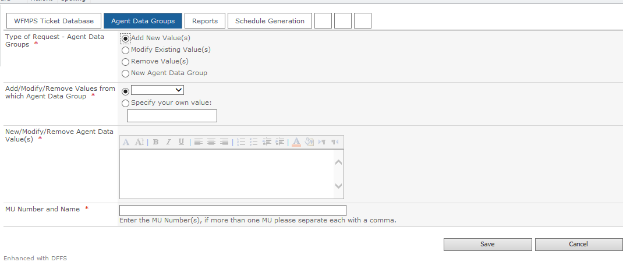 WFMPS Ticket Database Agent Data Groups Reports Schedule Generation
Type of Request - Agent Data
Groups *
Add New Value(s)
Modify Existing Value(s)
Remove Value(s)
New Agent Data Group
Add/Modify/Remove Values from
which Agent Data Group *
Specify your own value:
New/Modify/Remove Agent Data
Value(s) *
MU Number and Name *
Enter the MU Number(s), if more than one MU please separate each with a comma.
Save Cancel
Enhanced with DFFS